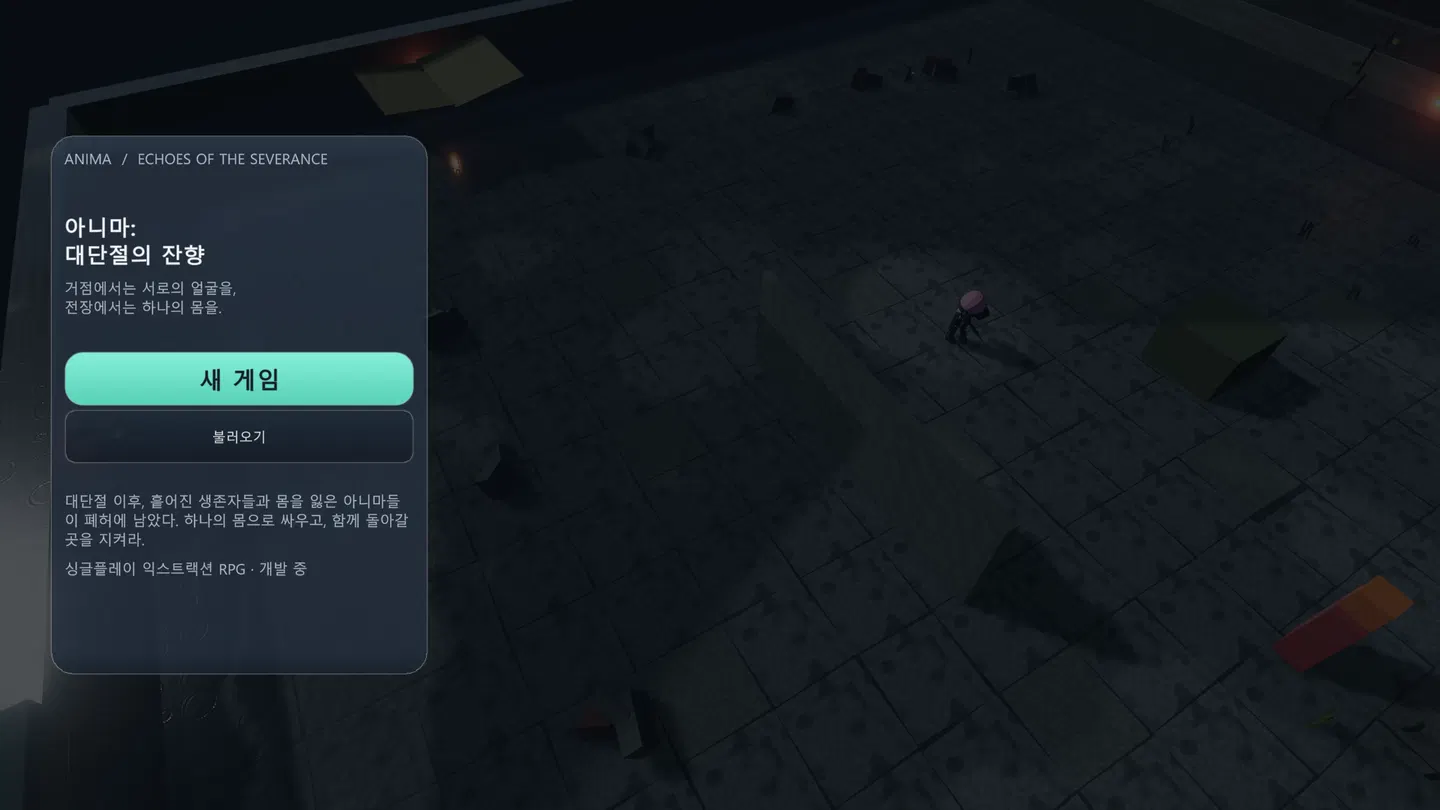 ANIMA / ECHOES OF THE SEVERANCE
아니마:
대단절의 잔향
거점에서는 서로의 얼굴을,
전장에서는 하나의 몸을.
새 게임
불러오기
대단절 이후, 흩어진 생존자들과 몸을 잃은 아니마들
이 폐허에 남았다. 하나의 몸으로 싸우고, 함께 돌아갈
곳을 지켜라.
싱글플레이 익스트랙션 RPG · 개발 중